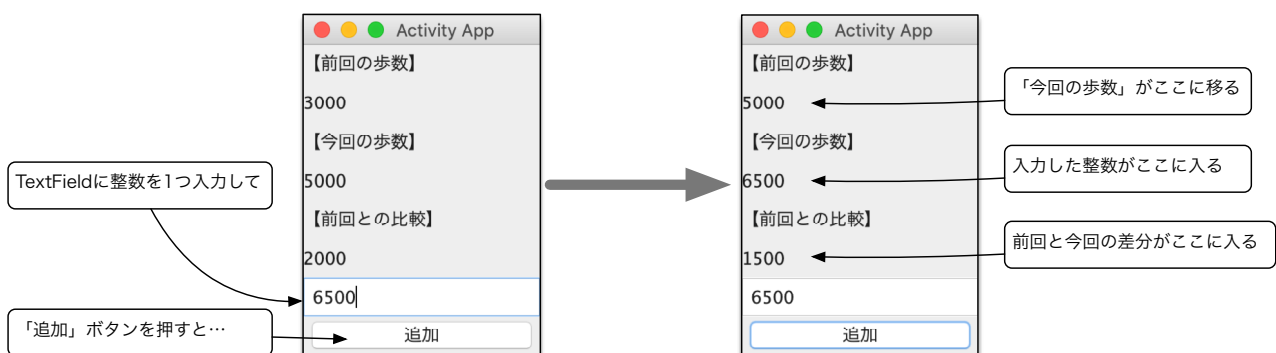 TextFieldに整数を1つ入力して
「追加」ボタンを押すと…
Activity App
【前回の歩数】
3000
【今回の歩数】
5000
【前回との比較】
2000
6500
追加
Activity App
【前回の歩数】
5000
【今回の歩数】
6500
【前回との比較】
1500
6500
追加
「今回の歩数」がここに移る
入力した整数がここに入る
前回と今回の差分がここに入る